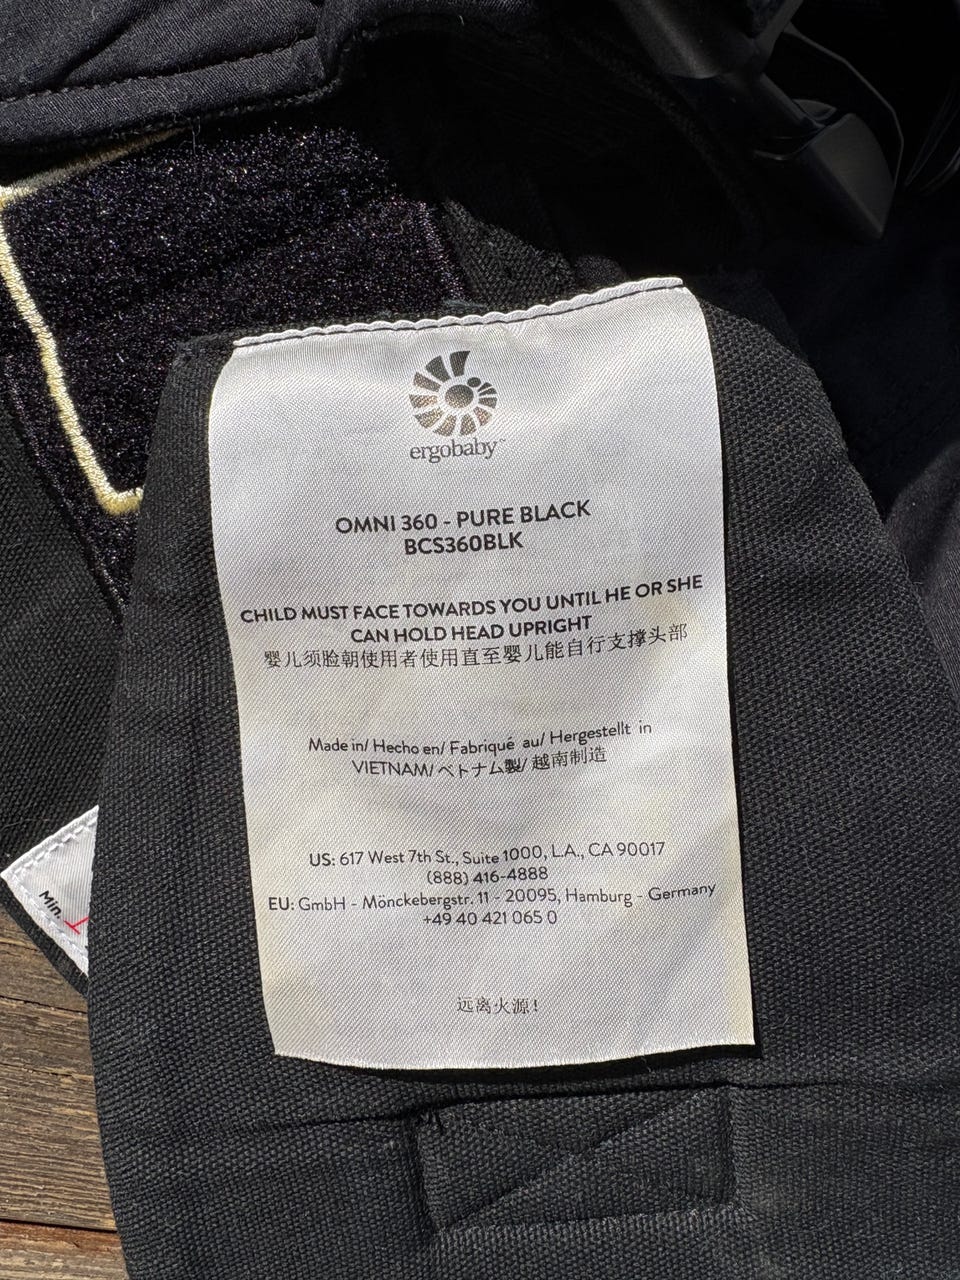 ergobaby™
OMNI 360 - PURE BLACK
BCS360BLK
CHILD MUST FACE TOWARDS YOU UNTIL HE OR SHE
CAN HOLD HEAD UPRIGHT
婴儿须脸朝使用者使用直至婴儿能自行支撑头部
Made in/ Hecho en/ Fabriqué au/ Hergestellt in
VIETNAM/ ベトナム製/ 越南制造
US: 617 West 7th St., Suite 1000, L.A., CA 90017
(888) 416-4888
EU: GmbH - Mönckebergstr. 11 - 20095, Hamburg - Germany
+49 40 421 065 0
远离火源!
Min.